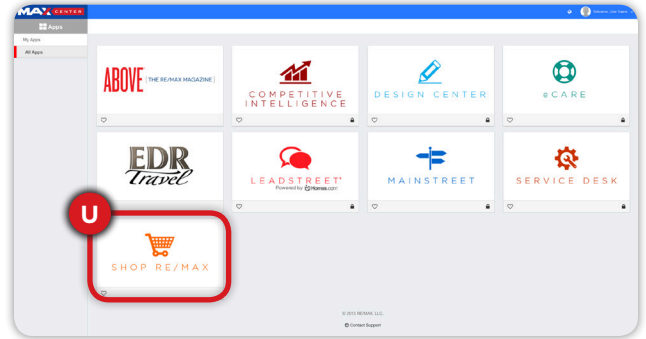 MAX CENTER
Apps
My Apps
All Apps
ABOVE [THE RE/MAX MAGAZINE]
COMPETITIVE
INTELLIGENCE
DESIGN CENTER
eCARE
EDR
Travel
LEADSTREET
Powered by Homes.com
MAINSTREET
SERVICE DESK
U
SHOP RE/MAX
© 2015 RE/MAX, LLC.
Contact Support